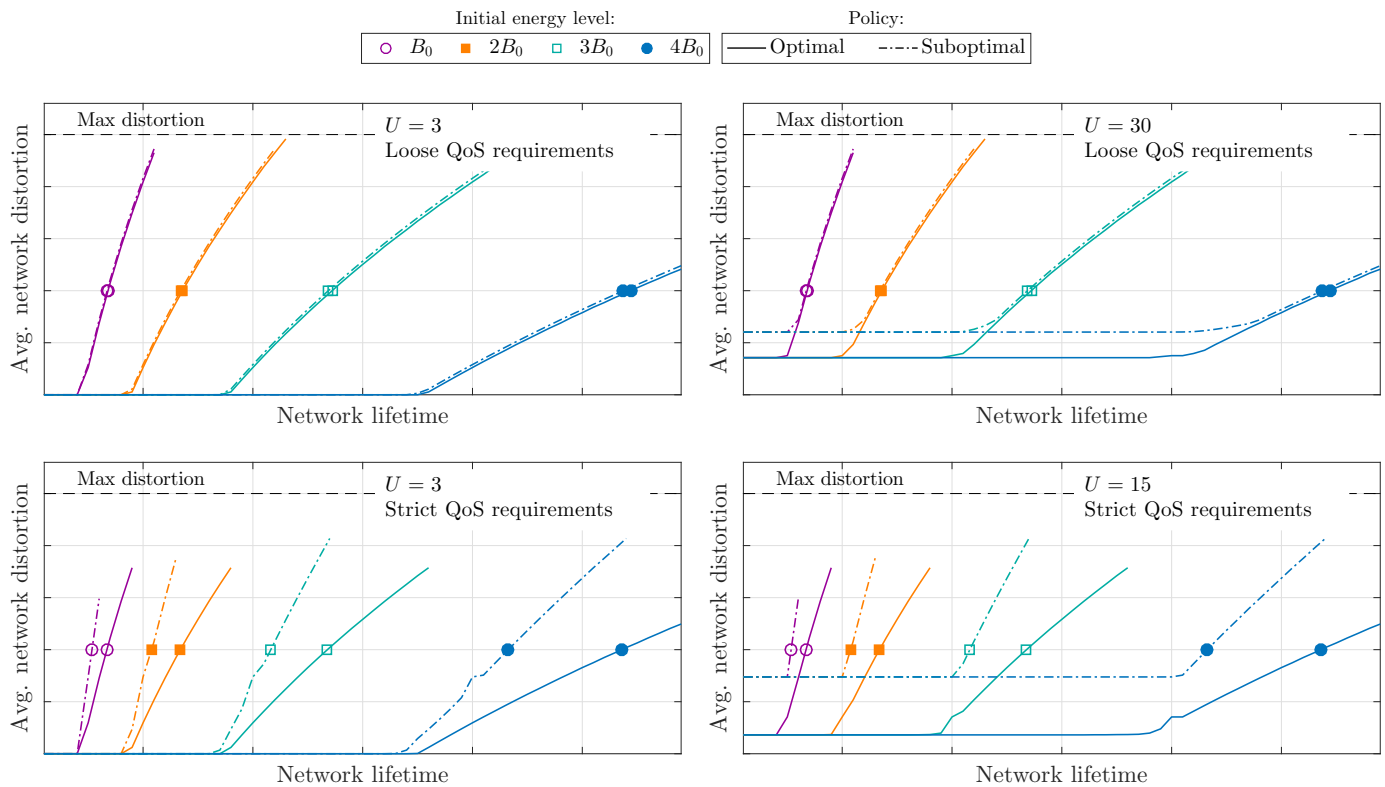 Initial energy level: Policy:
B₀ 2B₀ 3B₀ 4B₀ Optimal Suboptimal
Max distortion
U = 3
Loose QoS requirements
Avg. network distortion
Network lifetime
Max distortion
U = 30
Loose QoS requirements
Avg. network distortion
Network lifetime
Max distortion
U = 3
Strict QoS requirements
Avg. network distortion
Network lifetime
Max distortion
U = 15
Strict QoS requirements
Avg. network distortion
Network lifetime